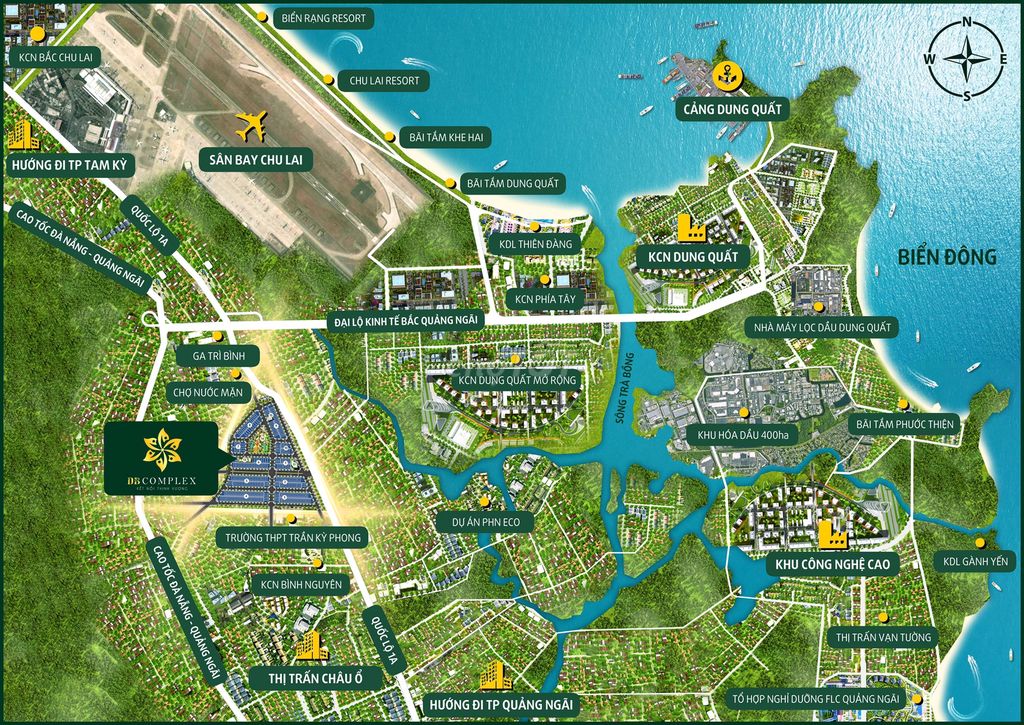 BIỂN RẠNG RESORT
N
W
E
S
KCN BẮC CHU LAI
CHU LAI RESORT
CẢNG DUNG QUẤT
HƯỚNG ĐI TP TAM KỲ
SÂN BAY CHU LAI
BÃI TẮM KHE HAI
BÃI TẮM DUNG QUẤT
CAO TỐC ĐÀ NẴNG - QUẢNG NGÃI
QUỐC LỘ 1A
KDL THIÊN ĐÀNG
KCN DUNG QUẤT
BIỂN ĐÔNG
KCN PHÍA TÂY
ĐẠI LỘ KINH TẾ BẮC QUẢNG NGÃI
NHÀ MÁY LỌC DẦU DUNG QUẤT
GA TRÌ BÌNH
CHỢ NƯỚC MẶN
KCN DUNG QUẤT MỞ RỘNG
SÔNG TRÀ BỒNG
KHU HÓA DẦU 400ha
BÃI TẮM PHƯỚC THIỆN
COMPLEX
KẾT NỐI THỊNH VƯỢNG
DỰ ÁN PHN ECO
TRƯỜNG THPT TRẦN KỲ PHONG
KCN BÌNH NGUYÊN
CAO TỐC ĐÀ NẴNG - QUẢNG NGÃI
QUỐC LỘ 1A
KHU CÔNG NGHỆ CAO
KDL GÀNH YẾN
THỊ TRẤN VẠN TƯỜNG
THỊ TRẤN CHÂU Ổ
HƯỚNG ĐI TP QUẢNG NGÃI
TỔ HỢP NGHỈ DƯỠNG FLC QUẢNG NGÃI